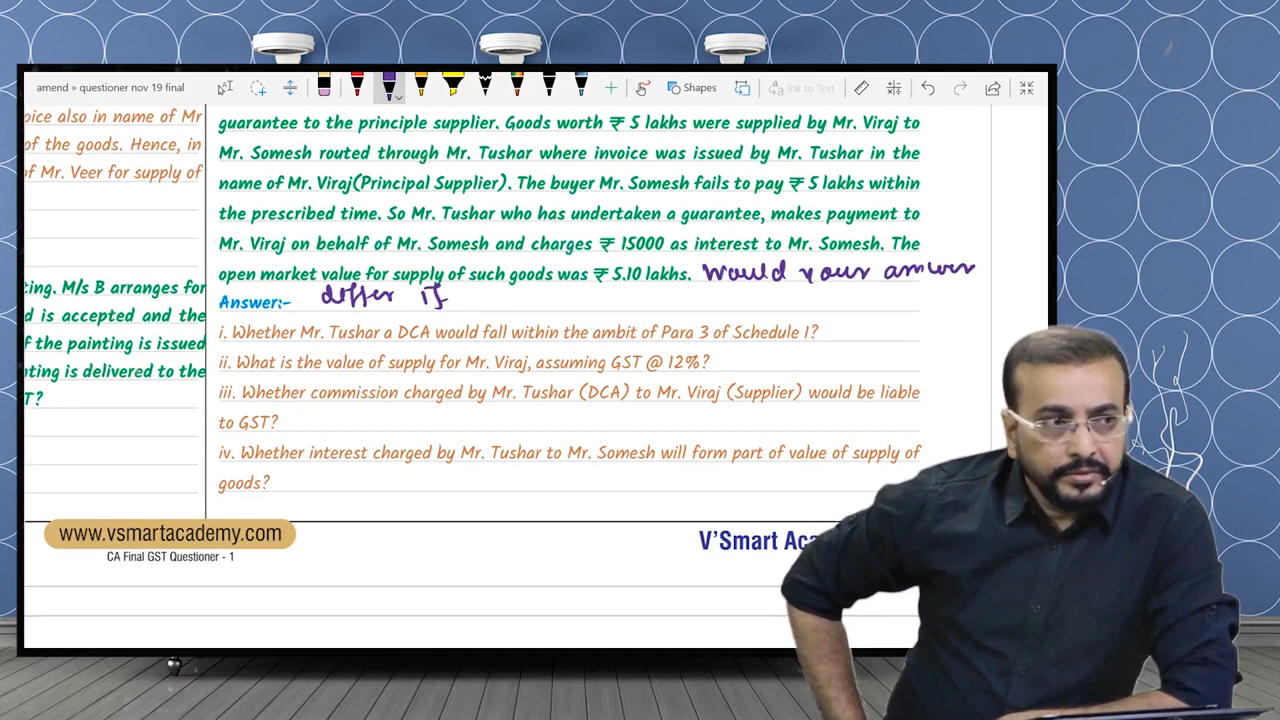 amend » questioner nov 19 final
Shapes
Ink to Text
oice also in name of Mr
of the goods. Hence, in
of Mr. Veer for supply of
ting. M/s B arranges for
d is accepted and the
f the painting is issued
nting is delivered to the
T?
guarantee to the principle supplier. Goods worth ₹ 5 lakhs were supplied by Mr. Viraj to
Mr. Somesh routed through Mr. Tushar where invoice was issued by Mr. Tushar in the
name of Mr. Viraj(Principal Supplier). The buyer Mr. Somesh fails to pay ₹ 5 lakhs within
the prescribed time. So Mr. Tushar who has undertaken a guarantee, makes payment to
Mr. Viraj on behalf of Mr. Somesh and charges ₹ 15000 as interest to Mr. Somesh. The
open market value for supply of such goods was ₹ 5.10 lakhs. Would your answer
differ if
Answer:-
i. Whether Mr. Tushar a DCA would fall within the ambit of Para 3 of Schedule I?
ii. What is the value of supply for Mr. Viraj, assuming GST @ 12%?
iii. Whether commission charged by Mr. Tushar (DCA) to Mr. Viraj (Supplier) would be liable
to GST?
iv. Whether interest charged by Mr. Tushar to Mr. Somesh will form part of value of supply of
goods?
www.vsmartacademy.com
CA Final GST Questioner - 1
V'Smart Aca